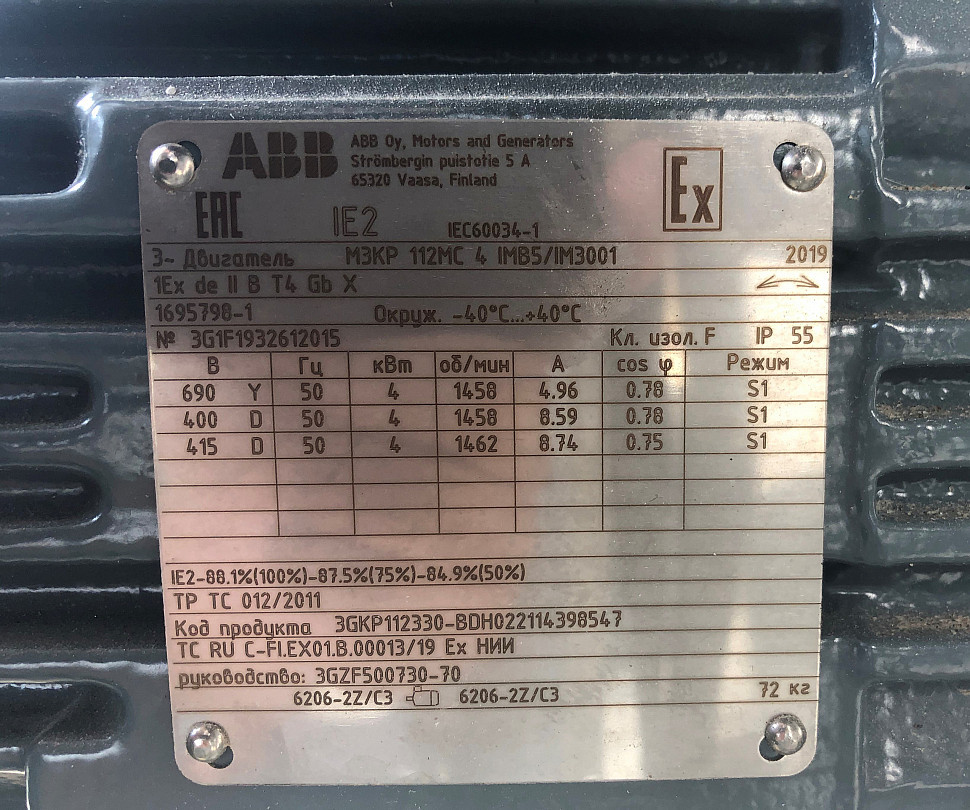 ABB ABB Oy, Motors and Generators
Strömbergin puistotie 5 A
65320 Vaasa, Finland
Ex
EAC IE2 IEC60034-1
3~ Двигатель M3KP 112MC 4 IMB5/IM3001 2019
1Ex de II B T4 Gb X
1695798-1 Окруж. -40°C...+40°C
№ 3G1F1932612015 Кл. изол. F IP 55
В Гц кВт об/мин А cos φ Режим
690 Y 50 4 1458 4.96 0.78 S1
400 D 50 4 1458 8.59 0.78 S1
415 D 50 4 1462 8.74 0.75 S1
IE2-88.1%(100%)-87.5%(75%)-84.9%(50%)
ТР ТС 012/2011
Код продукта 3GKP112330-BDH022114398547
TC RU C-FI.EX01.B.00013/19 Ex НИИ
руководство: 3GZF500730-70
6206-2Z/C3 6206-2Z/C3 72 кг